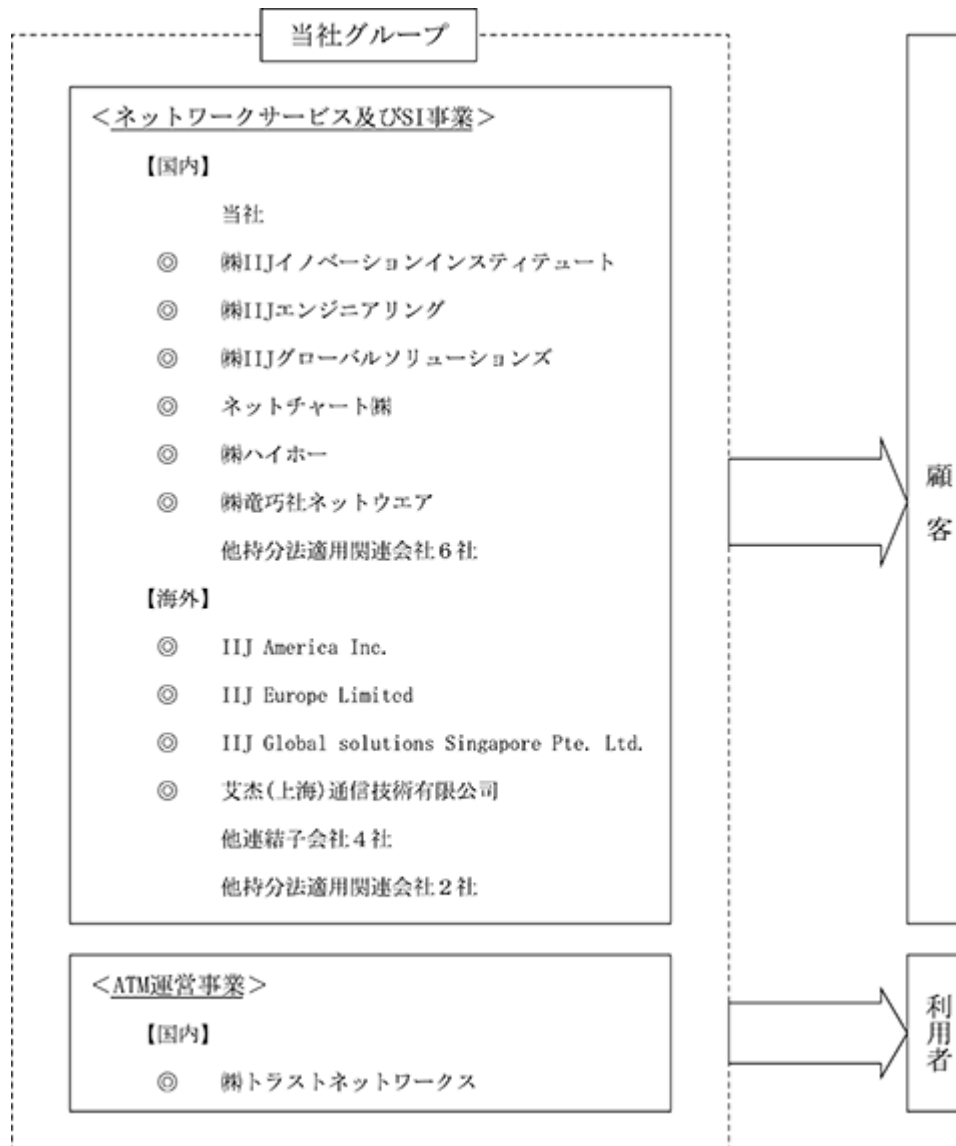 当社グループ
＜ネットワークサービス及びSI事業＞
【国内】
当社
◎ ㈱IIJイノベーションインスティテュート
◎ ㈱IIJエンジニアリング
◎ ㈱IIJグローバルソリューションズ
◎ ネットチャート㈱
◎ ㈱ハイホー
◎ ㈱竜巧社ネットウエア
他持分法適用関連会社６社
【海外】
◎ IIJ America Inc.
◎ IIJ Europe Limited
◎ IIJ Global solutions Singapore Pte. Ltd.
◎ 艾杰(上海)通信技術有限公司
他連結子会社４社
他持分法適用関連会社２社
顧客
＜ATM運営事業＞
【国内】
◎ ㈱トラストネットワークス
利用者